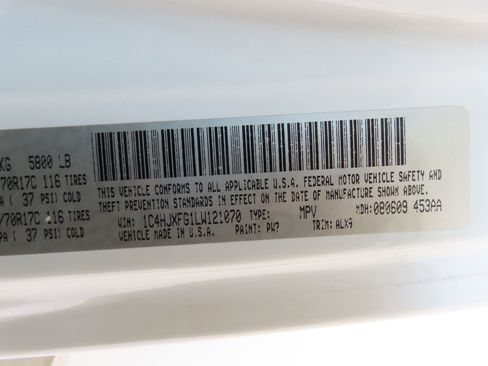 KG 5800 LB
/70R17C 116 TIRES
A ( 37 PSI) COLD
/70R17C 116 TIRES
PA ( 37 PSI) COLD
THIS VEHICLE CONFORMS TO ALL APPLICABLE U.S.A. FEDERAL MOTOR VEHICLE SAFETY AND
THEFT PREVENTION STANDARDS IN EFFECT ON THE DATE OF MANUFACTURE SHOWN ABOVE.
VIN: 1C4HJXFG1LW121070 TYPE: MPV MDH: 080609 453AA
VEHICLE MADE IN U.S.A. PAINT: PW7 TRIM: ALX9